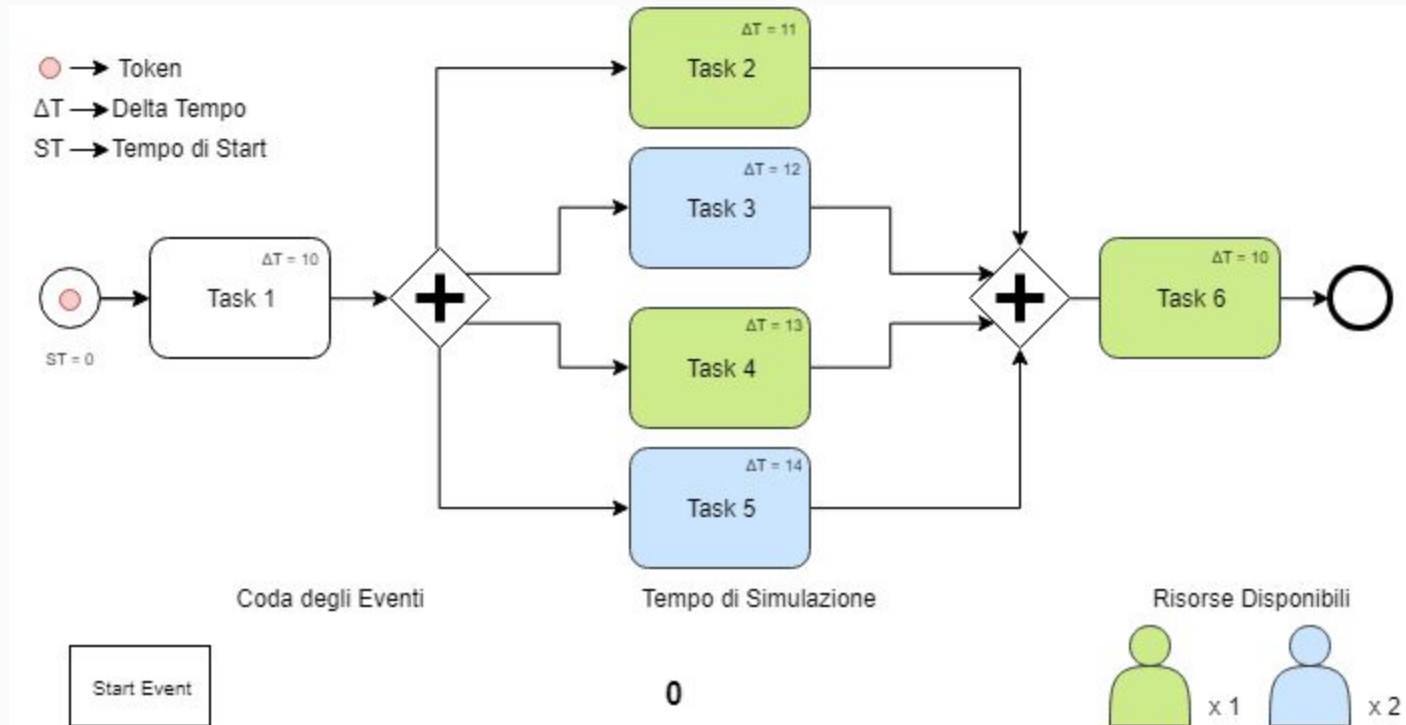 Token
ΔT Delta Tempo
ST Tempo di Start
ST = 0
ΔT = 10
Task 1
ΔT = 11
Task 2
ΔT = 12
Task 3
ΔT = 13
Task 4
ΔT = 14
Task 5
ΔT = 10
Task 6
Coda degli Eventi
Tempo di Simulazione
Risorse Disponibili
Start Event
0
x 1
x 2